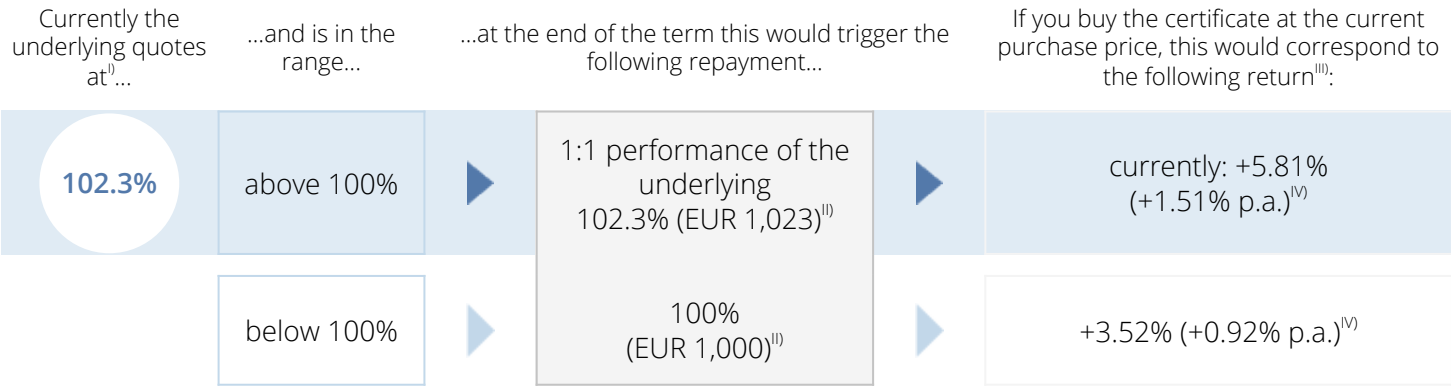 Currently the
underlying quotes
at^I)...
...and is in the
range...
...at the end of the term this would trigger the
following repayment...
If you buy the certificate at the current
purchase price, this would correspond to
the following return^III):
102.3%
above 100%
1:1 performance of the
underlying
102.3% (EUR 1,023)^II)
currently: +5.81%
(+1.51% p.a.)^IV)
below 100%
100%
(EUR 1,000)^II)
+3.52% (+0.92% p.a.)^IV)